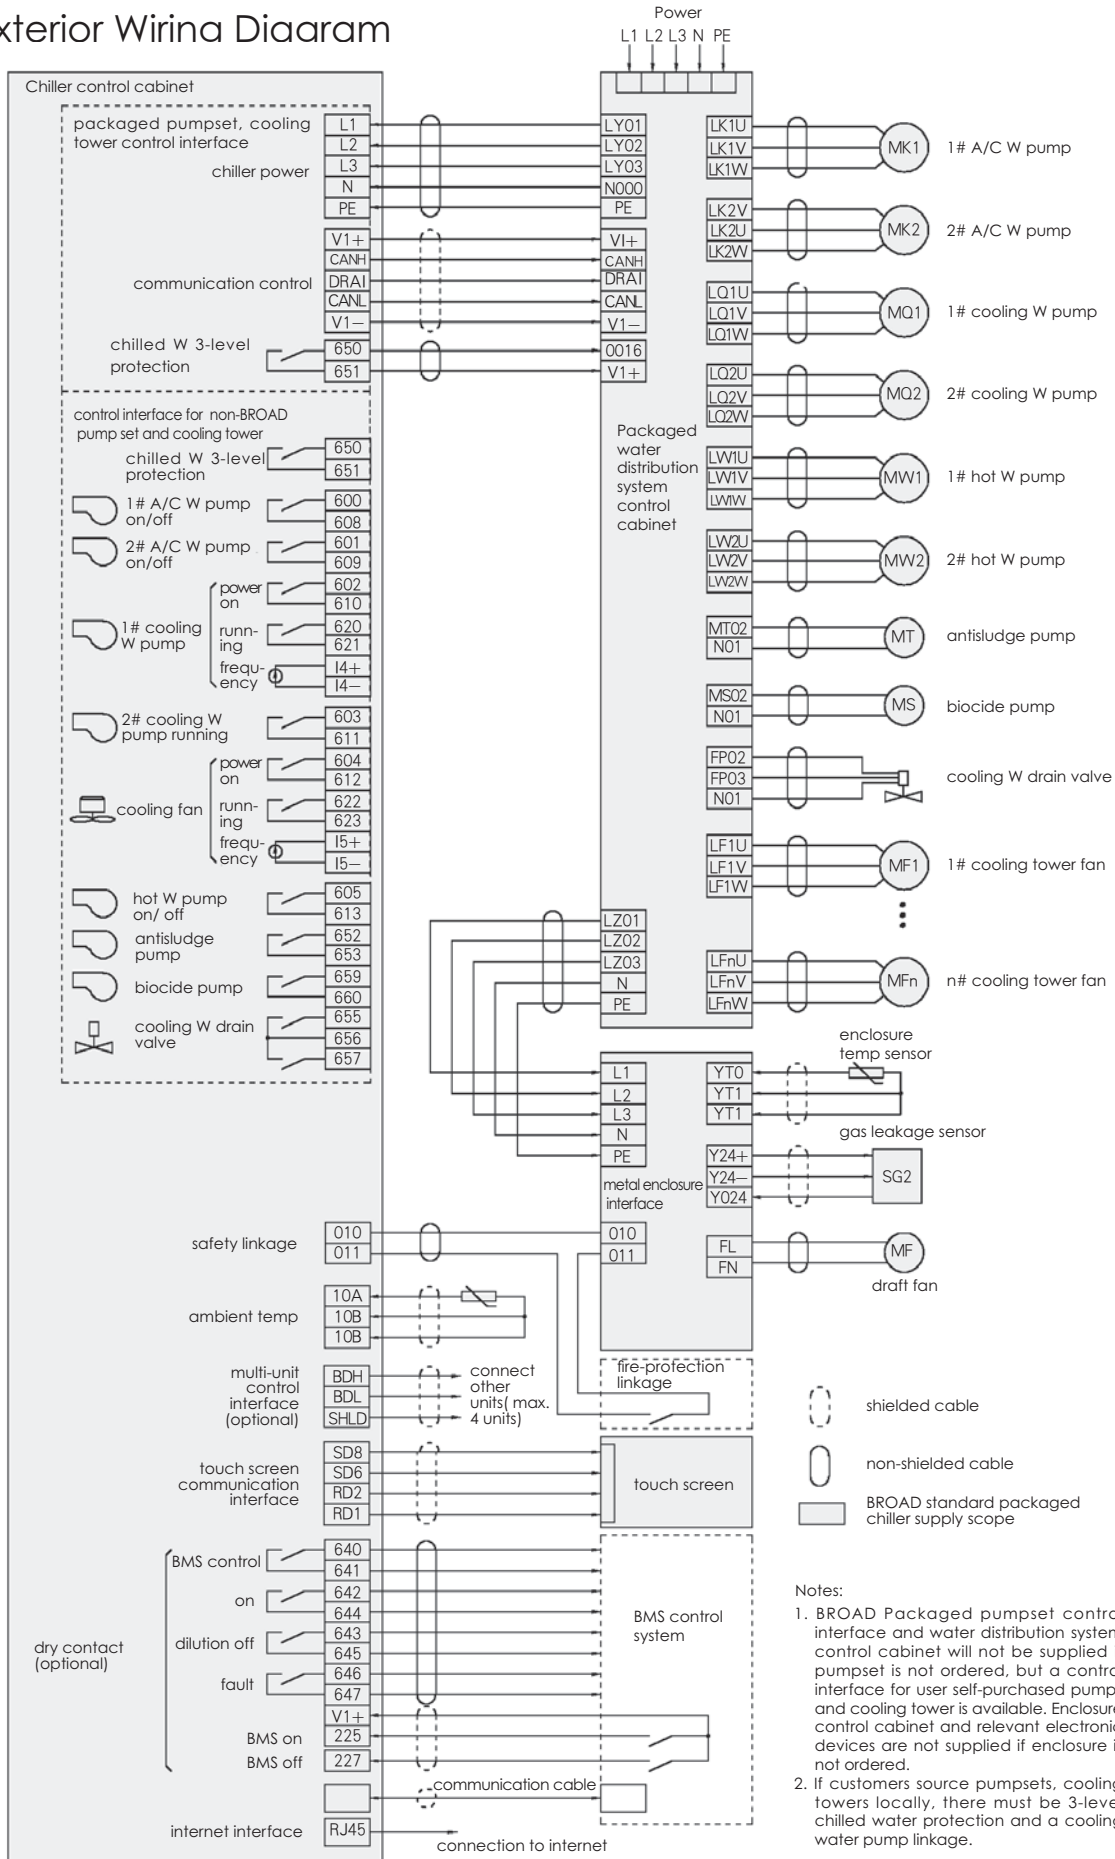 xterior Wiring Diagram
Power
L1 L2 L3 N PE
Chiller control cabinet
packaged pumpset, cooling
tower control interface
chiller power
L1
L2
L3
N
PE
LY01
LY02
LY03
N000
PE
communication control
V1+
CANH
DRAI
CANL
V1−
VI+
CANH
DRAI
CANL
V1−
chilled W 3-level
protection
650
651
0016
V1+
control interface for non-BROAD
pump set and cooling tower
chilled W 3-level
protection
650
651
1# A/C W pump
on/off
600
608
2# A/C W pump
on/off
601
609
1# cooling
W pump
power
on
602
610
runn-
ing
620
621
frequ-
ency
I4+
I4−
2# cooling W
pump running
603
611
cooling fan
power
on
604
612
runn-
ing
622
623
frequ-
ency
I5+
I5−
hot W pump
on/ off
605
613
antisludge
pump
652
653
biocide pump
659
660
cooling W drain
valve
655
656
657
Packaged
water
distribution
system
control
cabinet
LK1U
LK1V
LK1W
MK1
1# A/C W pump
LK2V
LK2U
LK2W
MK2
2# A/C W pump
LQ1U
LQ1V
LQ1W
MQ1
1# cooling W pump
LQ2U
LQ2V
LQ2W
MQ2
2# cooling W pump
LW1U
LW1V
LW1W
MW1
1# hot W pump
LW2U
LW2V
LW2W
MW2
2# hot W pump
MT02
N01
MT
antisludge pump
MS02
N01
MS
biocide pump
FP02
FP03
N01
cooling W drain valve
LF1U
LF1V
LF1W
MF1
1# cooling tower fan
LFnU
LFnV
LFnW
MFn
n# cooling tower fan
LZ01
LZ02
LZ03
N
PE
L1
L2
L3
N
PE
metal enclosure
interface
YT0
YT1
YT1
enclosure
temp sensor
Y24+
Y24−
Y024
gas leakage sensor
SG2
FL
FN
MF
draft fan
safety linkage
010
011
010
011
ambient temp
10A
10B
10B
multi-unit
control
interface
(optional)
BDH
BDL
SHLD
connect
other
units( max.
4 units)
fire-protection
linkage
touch screen
communication
interface
SD8
SD6
RD2
RD1
touch screen
dry contact
(optional)
BMS control
640
641
on
642
644
dilution off
643
645
fault
646
647
V1+
BMS on
225
BMS off
227
BMS control
system
communication cable
internet interface
RJ45
connection to internet
shielded cable
non-shielded cable
BROAD standard packaged
chiller supply scope
Notes:
1. BROAD Packaged pumpset control
interface and water distribution system
control cabinet will not be supplied
pumpset is not ordered, but a control
interface for user self-purchased pump
and cooling tower is available. Enclosure
control cabinet and relevant electronic
devices are not supplied if enclosure i
not ordered.
2. If customers source pumpsets, cooling
towers locally, there must be 3-level
chilled water protection and a cooling
water pump linkage.